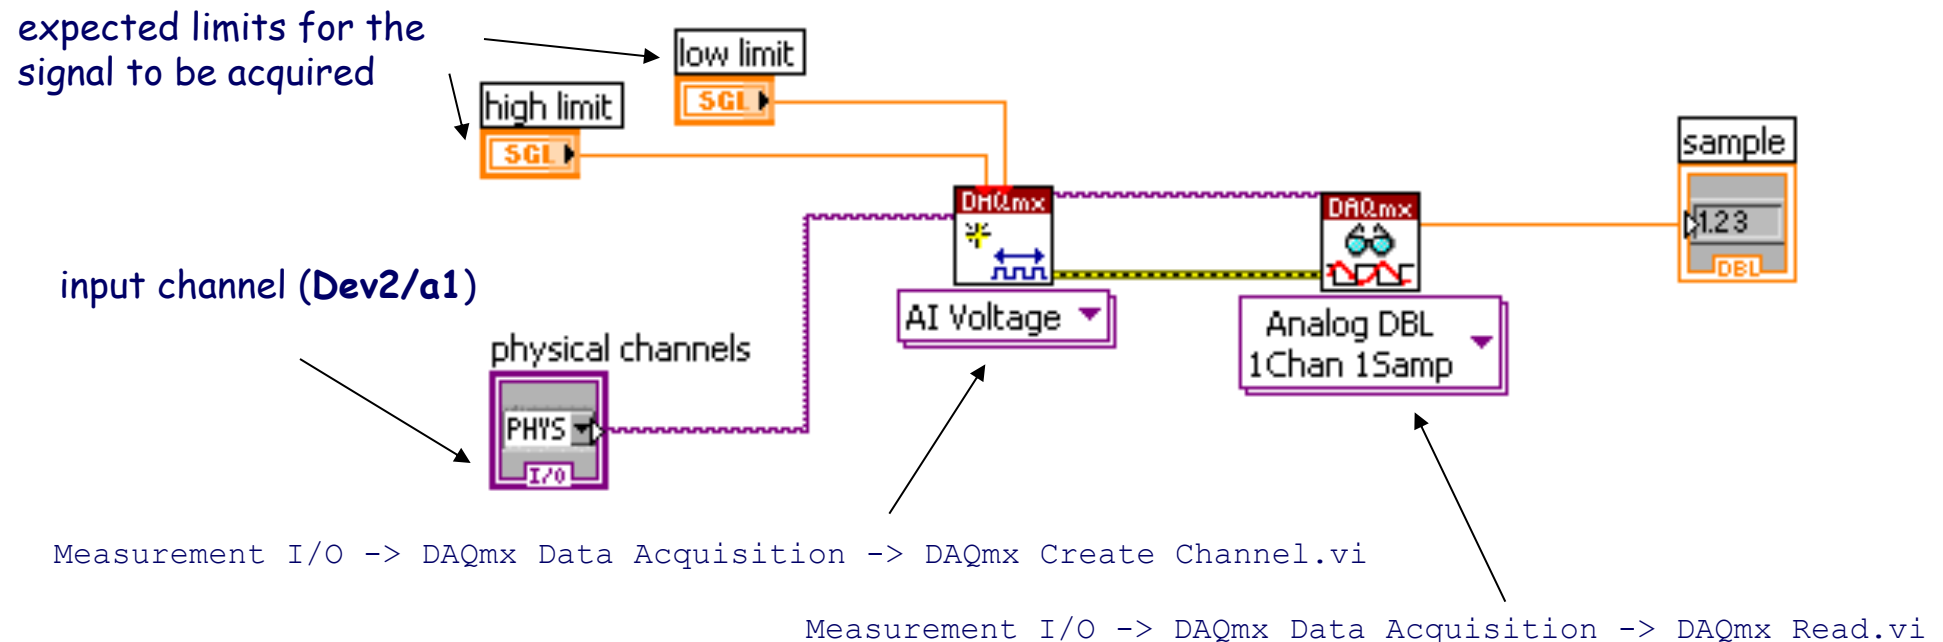 expected limits for the
signal to be acquired
low limit
SGL
high limit
SGL
sample
1.23
DBL
DAQmx
DAQmx
input channel (Dev2/a1)
AI Voltage
Analog DBL
1Chan 1Samp
physical channels
PHYS
I/O
Measurement I/O -> DAQmx Data Acquisition -> DAQmx Create Channel.vi
Measurement I/O -> DAQmx Data Acquisition -> DAQmx Read.vi